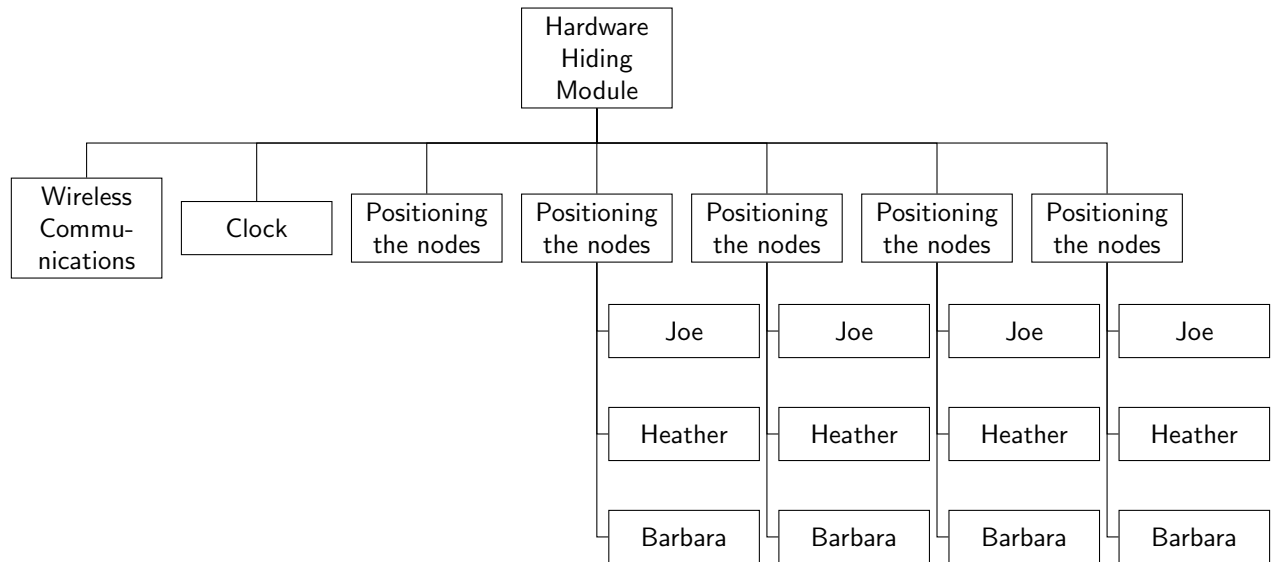 Hardware
Hiding
Module
Wireless
Commu-
nications
Clock
Positioning
the nodes
Positioning
the nodes
Positioning
the nodes
Positioning
the nodes
Positioning
the nodes
Joe
Joe
Joe
Joe
Heather
Heather
Heather
Heather
Barbara
Barbara
Barbara
Barbara